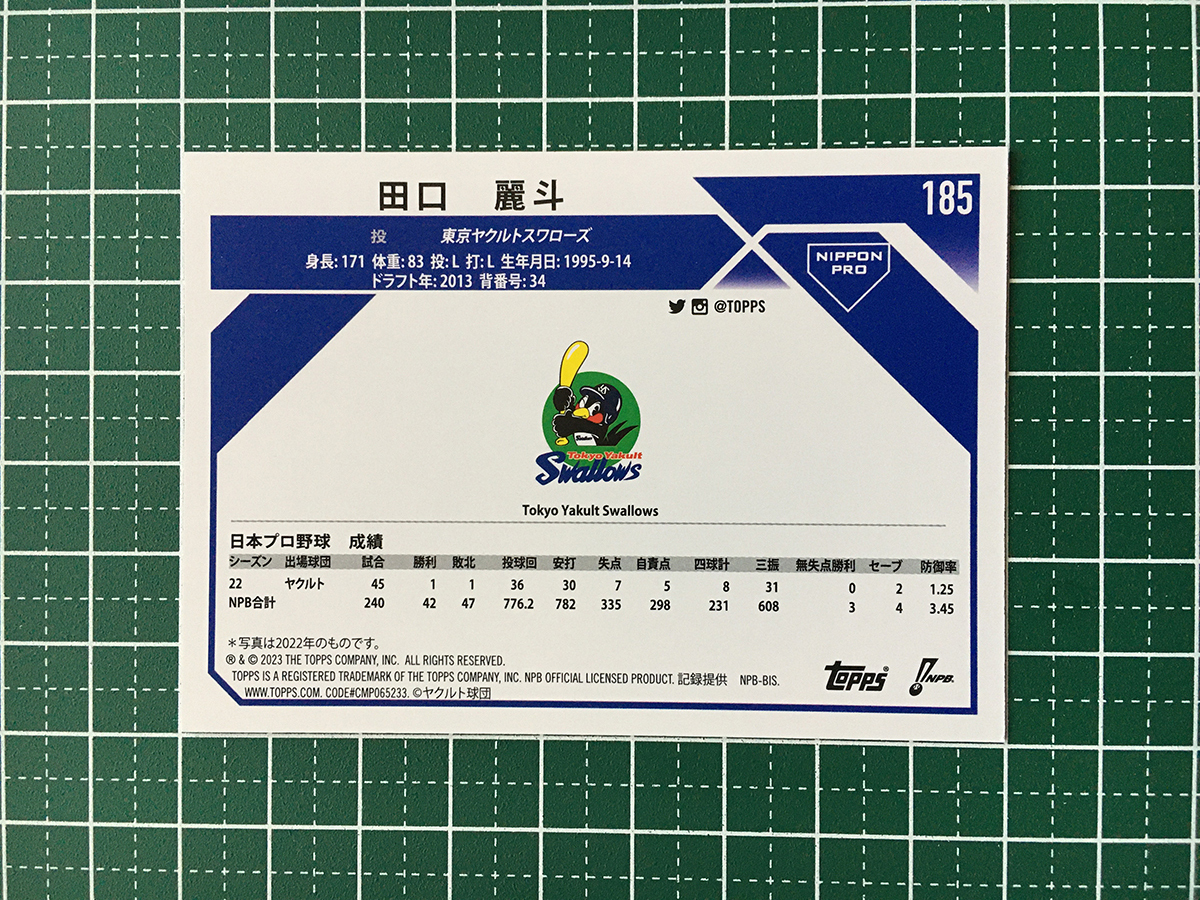 田口 麗斗
185
投 東京ヤクルトスワローズ
身長: 171 体重: 83 投: L 打: L 生年月日: 1995-9-14
ドラフト年: 2013 背番号: 34
NIPPON
PRO
@TOPPS
Tokyo Yakult
Swallows
Tokyo Yakult Swallows
日本プロ野球 成績
シーズン 出場球団 試合 勝利 敗北 投球回 安打 失点 自責点 四球計 三振 無失点勝利 セーブ 防御率
22 ヤクルト 45 1 1 36 30 7 5 8 31 0 2 1.25
NPB合計 240 42 47 776.2 782 335 298 231 608 3 4 3.45
＊写真は2022年のものです。
® & © 2023 THE TOPPS COMPANY, INC. ALL RIGHTS RESERVED.
TOPPS IS A REGISTERED TRADEMARK OF THE TOPPS COMPANY, INC. NPB OFFICIAL LICENSED PRODUCT. 記録提供 NPB-BIS.
WWW.TOPPS.COM. CODE#CMP065233. ©ヤクルト球団
TOPPS®
NPB.